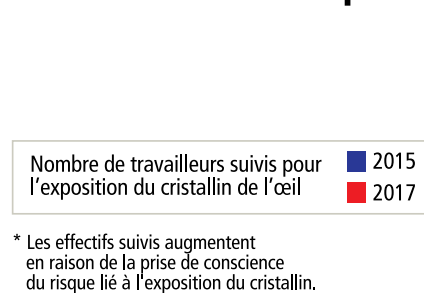 Nombre de travailleurs suivis pour
l'exposition du cristallin de l'œil
2015
2017
* Les effectifs suivis augmentent
en raison de la prise de conscience
du risque lié à l'exposition du cristallin.